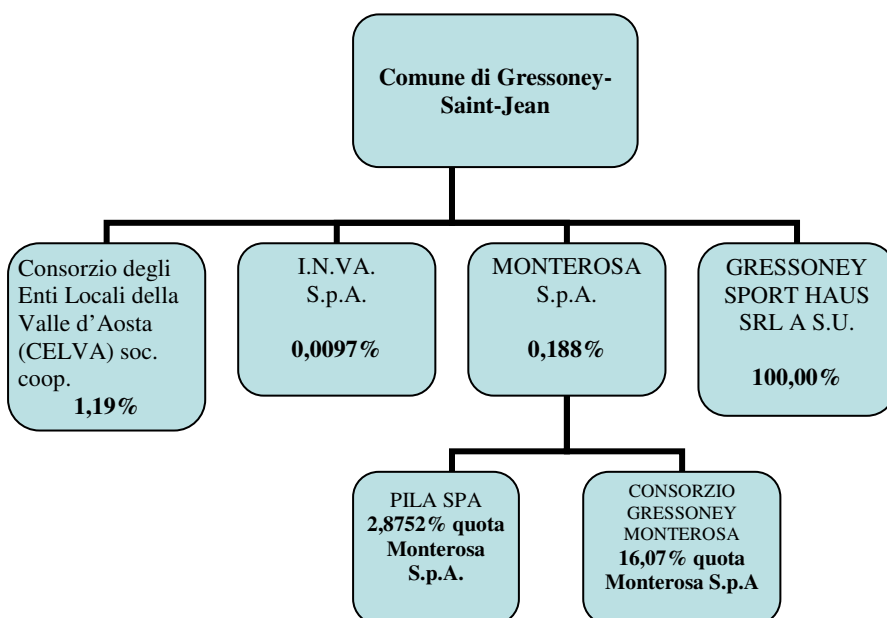 Comune di Gressoney-
Saint-Jean
Consorzio degli
Enti Locali della
Valle d'Aosta
(CELVA) soc.
coop.
1,19%
I.N.VA.
S.p.A.
0,0097%
MONTEROSA
S.p.A.
0,188%
GRESSONEY
SPORT HAUS
SRL A S.U.
100,00%
PILA SPA
2,8752% quota
Monterosa
S.p.A.
CONSORZIO
GRESSONEY
MONTEROSA
16,07% quota
Monterosa S.p.A